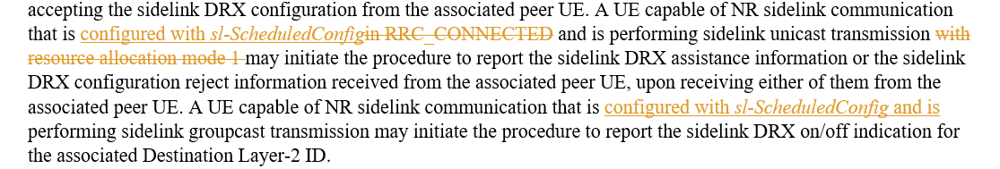 accepting the sidelink DRX configuration from the associated peer UE. A UE capable of NR sidelink communication
that is configured with sl-ScheduledConfigin RRC_CONNECTED and is performing sidelink unicast transmission with
resource allocation mode 1 may initiate the procedure to report the sidelink DRX assistance information or the sidelink
DRX configuration reject information received from the associated peer UE, upon receiving either of them from the
associated peer UE. A UE capable of NR sidelink communication that is configured with sl-ScheduledConfig and is
performing sidelink groupcast transmission may initiate the procedure to report the sidelink DRX on/off indication for
the associated Destination Layer-2 ID.